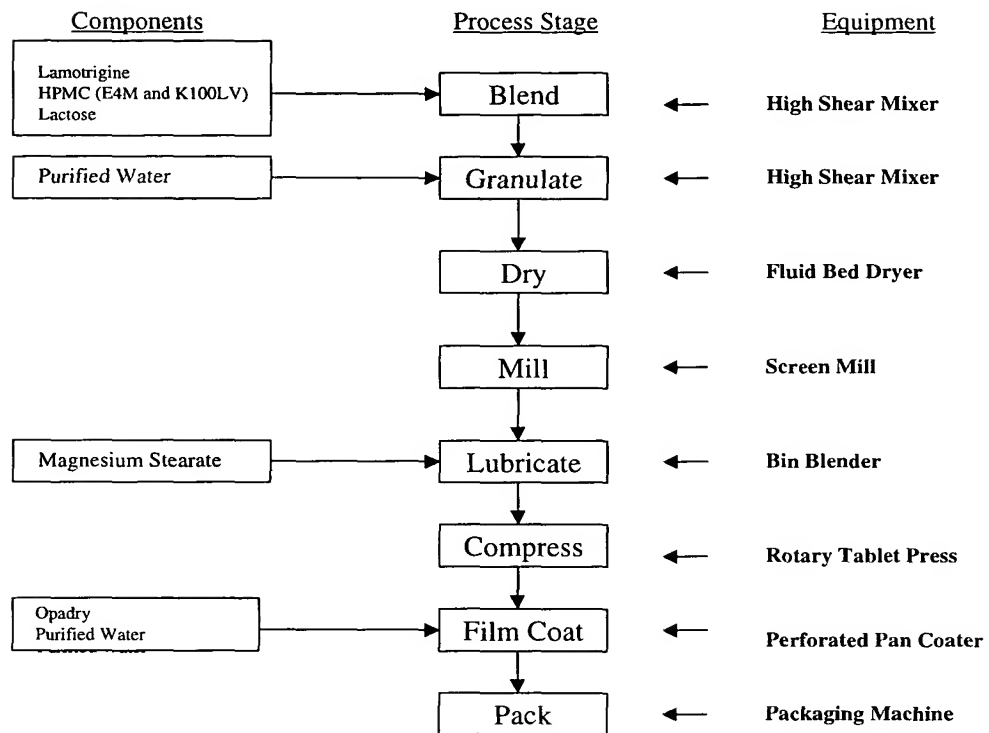 Components Process Stage Equipment
Lamotrigine
HPMC (E4M and K100LV)
Lactose
Blend
High Shear Mixer
Purified Water
Granulate
High Shear Mixer
Dry
Fluid Bed Dryer
Mill
Screen Mill
Magnesium Stearate
Lubricate
Bin Blender
Compress
Rotary Tablet Press
Opadry
Purified Water
Film Coat
Perforated Pan Coater
Pack
Packaging Machine